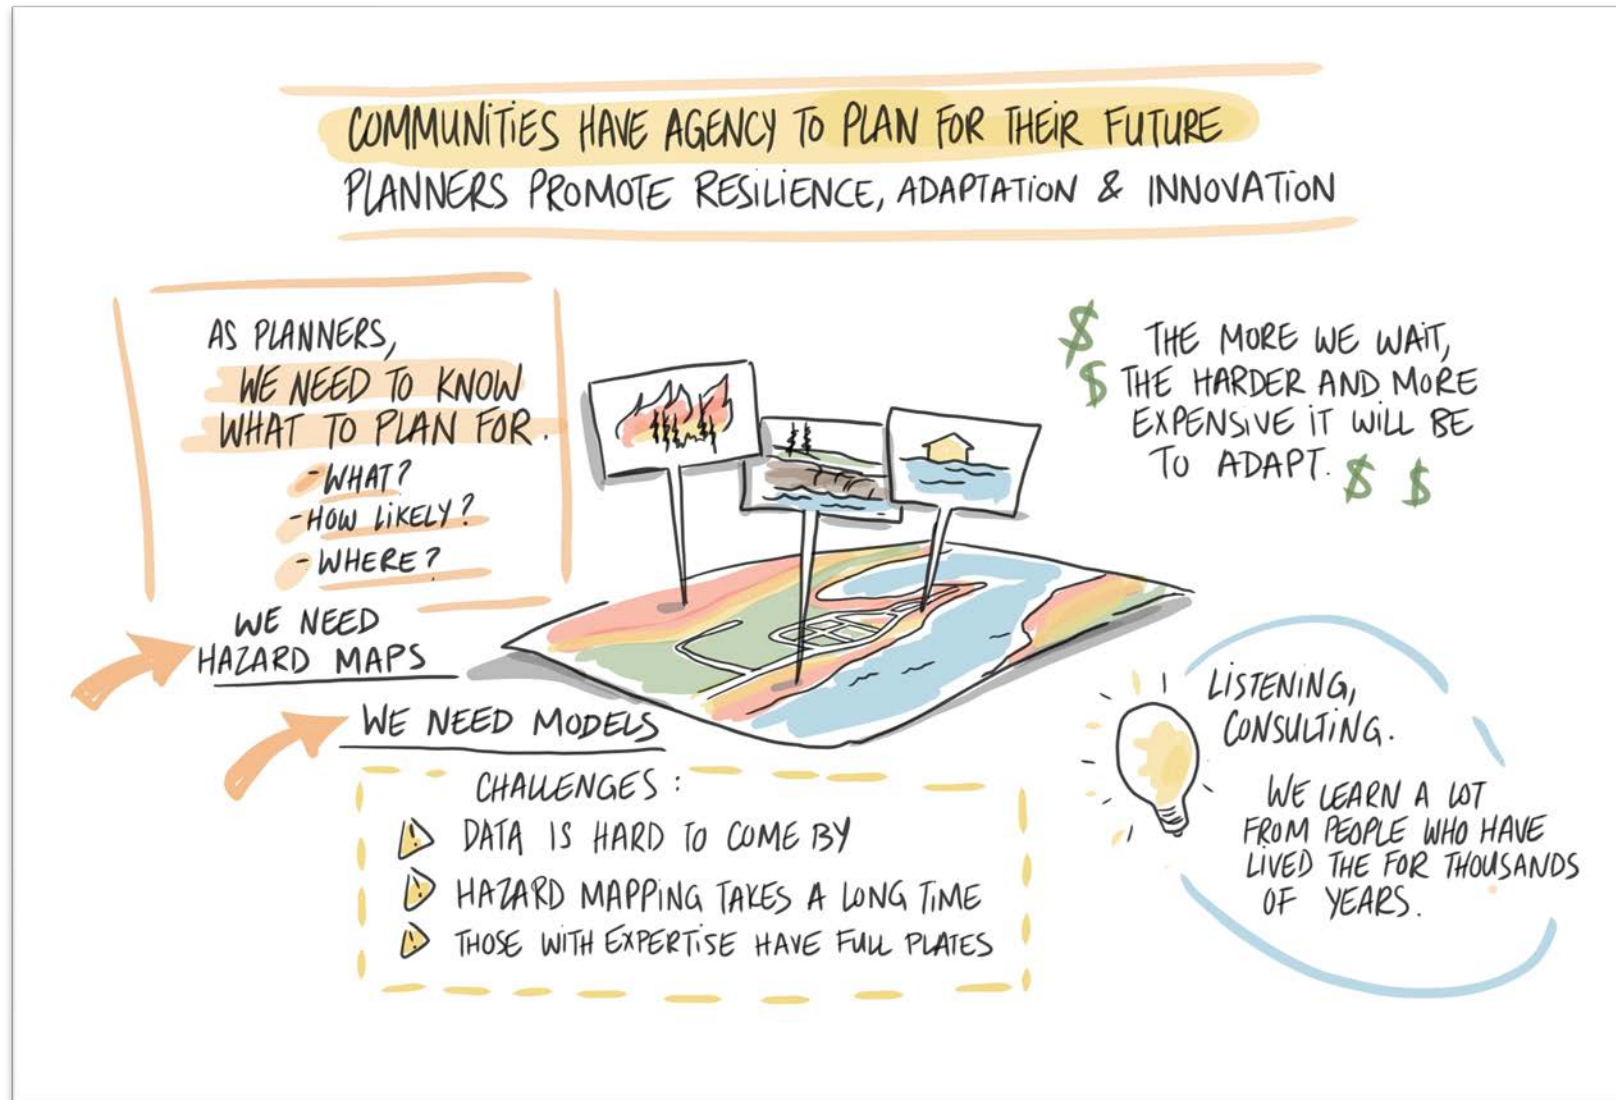 COMMUNITIES HAVE AGENCY TO PLAN FOR THEIR FUTURE
PLANNERS PROMOTE RESILIENCE, ADAPTATION & INNOVATION
AS PLANNERS,
WE NEED TO KNOW
WHAT TO PLAN FOR.
- WHAT?
- HOW LIKELY?
- WHERE?
WE NEED
HAZARD MAPS
WE NEED MODELS
CHALLENGES:
DATA IS HARD TO COME BY
HAZARD MAPPING TAKES A LONG TIME
THOSE WITH EXPERTISE HAVE FULL PLATES
$ THE MORE WE WAIT,
$ THE HARDER AND MORE
EXPENSIVE IT WILL BE
TO ADAPT. $ $
LISTENING,
CONSULTING.
WE LEARN A LOT
FROM PEOPLE WHO HAVE
LIVED THE FOR THOUSANDS
OF YEARS.